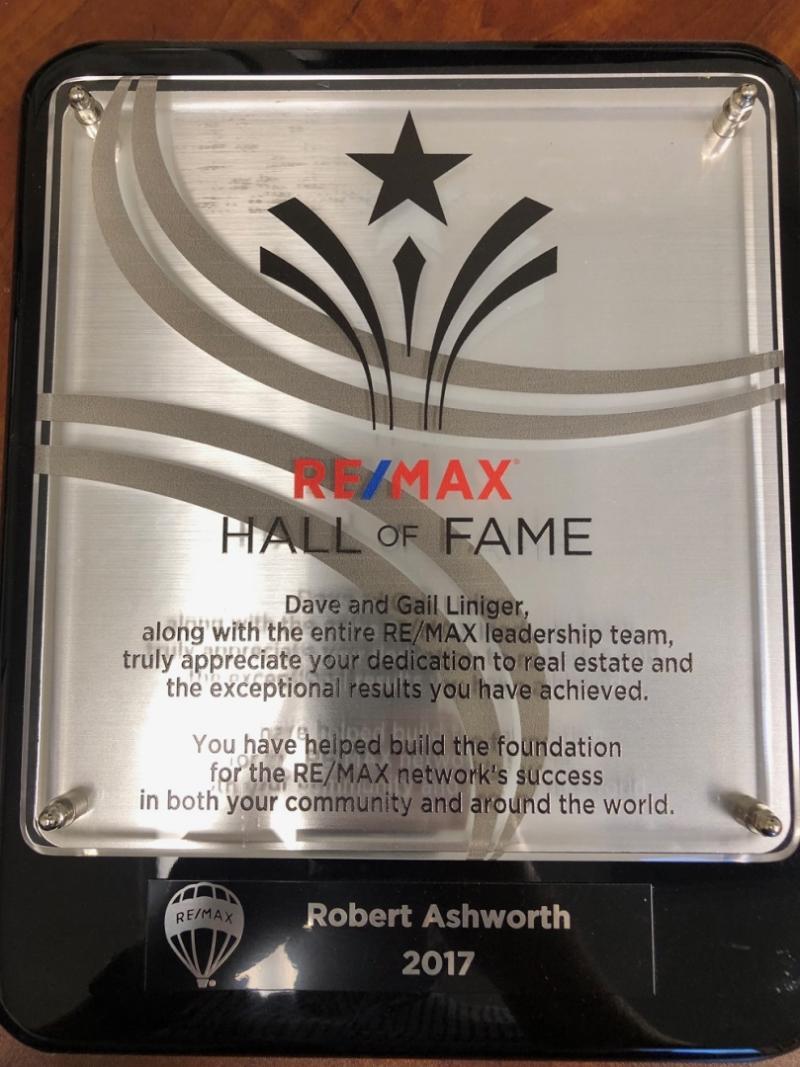 RE/MAX®
HALL OF FAME
Dave and Gail Liniger,
along with the entire RE/MAX leadership team,
truly appreciate your dedication to real estate and
the exceptional results you have achieved.
You have helped build the foundation
for the RE/MAX network's success
in both your community and around the world.
RE/MAX
Robert Ashworth
2017